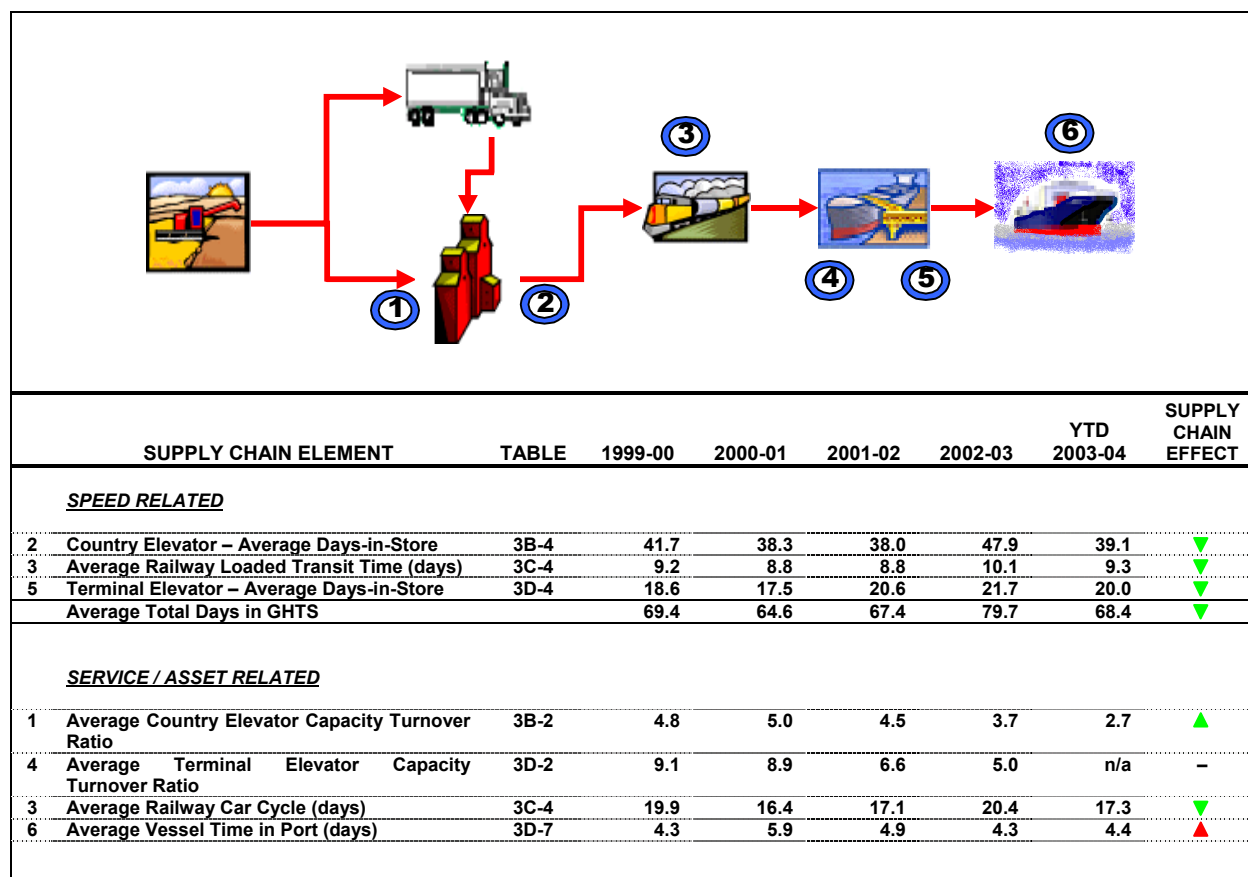 3
6
4
5
1
2
SUPPLY CHAIN ELEMENT TABLE 1999-00 2000-01 2001-02 2002-03 YTD 2003-04 SUPPLY CHAIN EFFECT
SPEED RELATED
2 Country Elevator – Average Days-in-Store 3B-4 41.7 38.3 38.0 47.9 39.1 ▼
3 Average Railway Loaded Transit Time (days) 3C-4 9.2 8.8 8.8 10.1 9.3 ▼
5 Terminal Elevator – Average Days-in-Store 3D-4 18.6 17.5 20.6 21.7 20.0 ▼
Average Total Days in GHTS 69.4 64.6 67.4 79.7 68.4 ▼
SERVICE / ASSET RELATED
1 Average Country Elevator Capacity Turnover 3B-2 4.8 5.0 4.5 3.7 2.7 ▲
Ratio
4 Average Terminal Elevator Capacity 3D-2 9.1 8.9 6.6 5.0 n/a –
Turnover Ratio
3 Average Railway Car Cycle (days) 3C-4 19.9 16.4 17.1 20.4 17.3 ▼
6 Average Vessel Time in Port (days) 3D-7 4.3 5.9 4.9 4.3 4.4 ▲